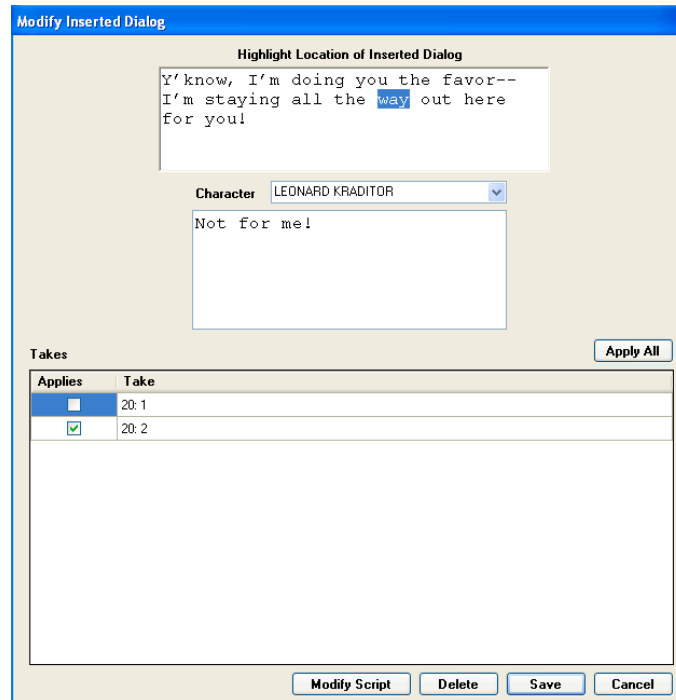 Modify Inserted Dialog
Highlight Location of Inserted Dialog
Y'know, I'm doing you the favor--
I'm staying all the way out here
for you!
Character LEONARD KRADITOR
Not for me!
Takes Apply All
Applies Take
20: 1
20: 2
Modify Script Delete Save Cancel